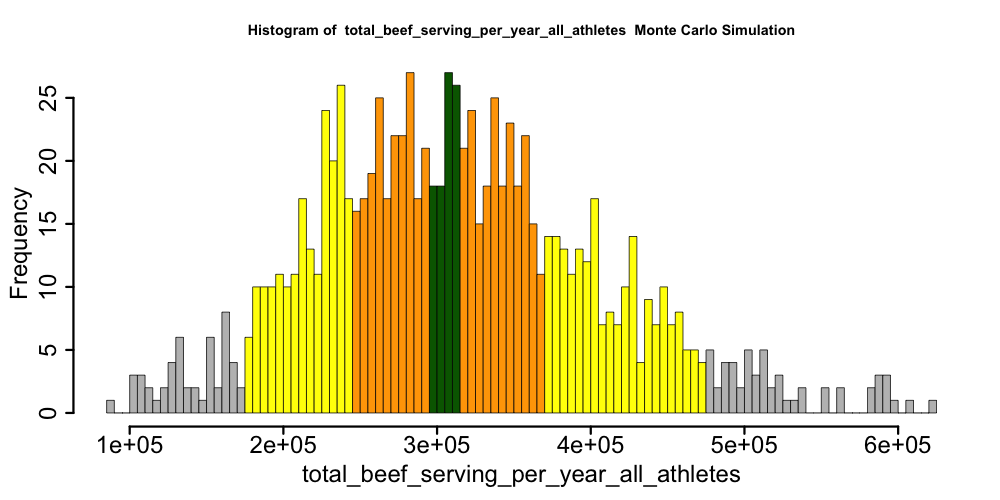 Histogram of  total_beef_serving_per_year_all_athletes  Monte Carlo Simulation
25
20
15
10
5
0
Frequency
1e+05 2e+05 3e+05 4e+05 5e+05 6e+05
total_beef_serving_per_year_all_athletes